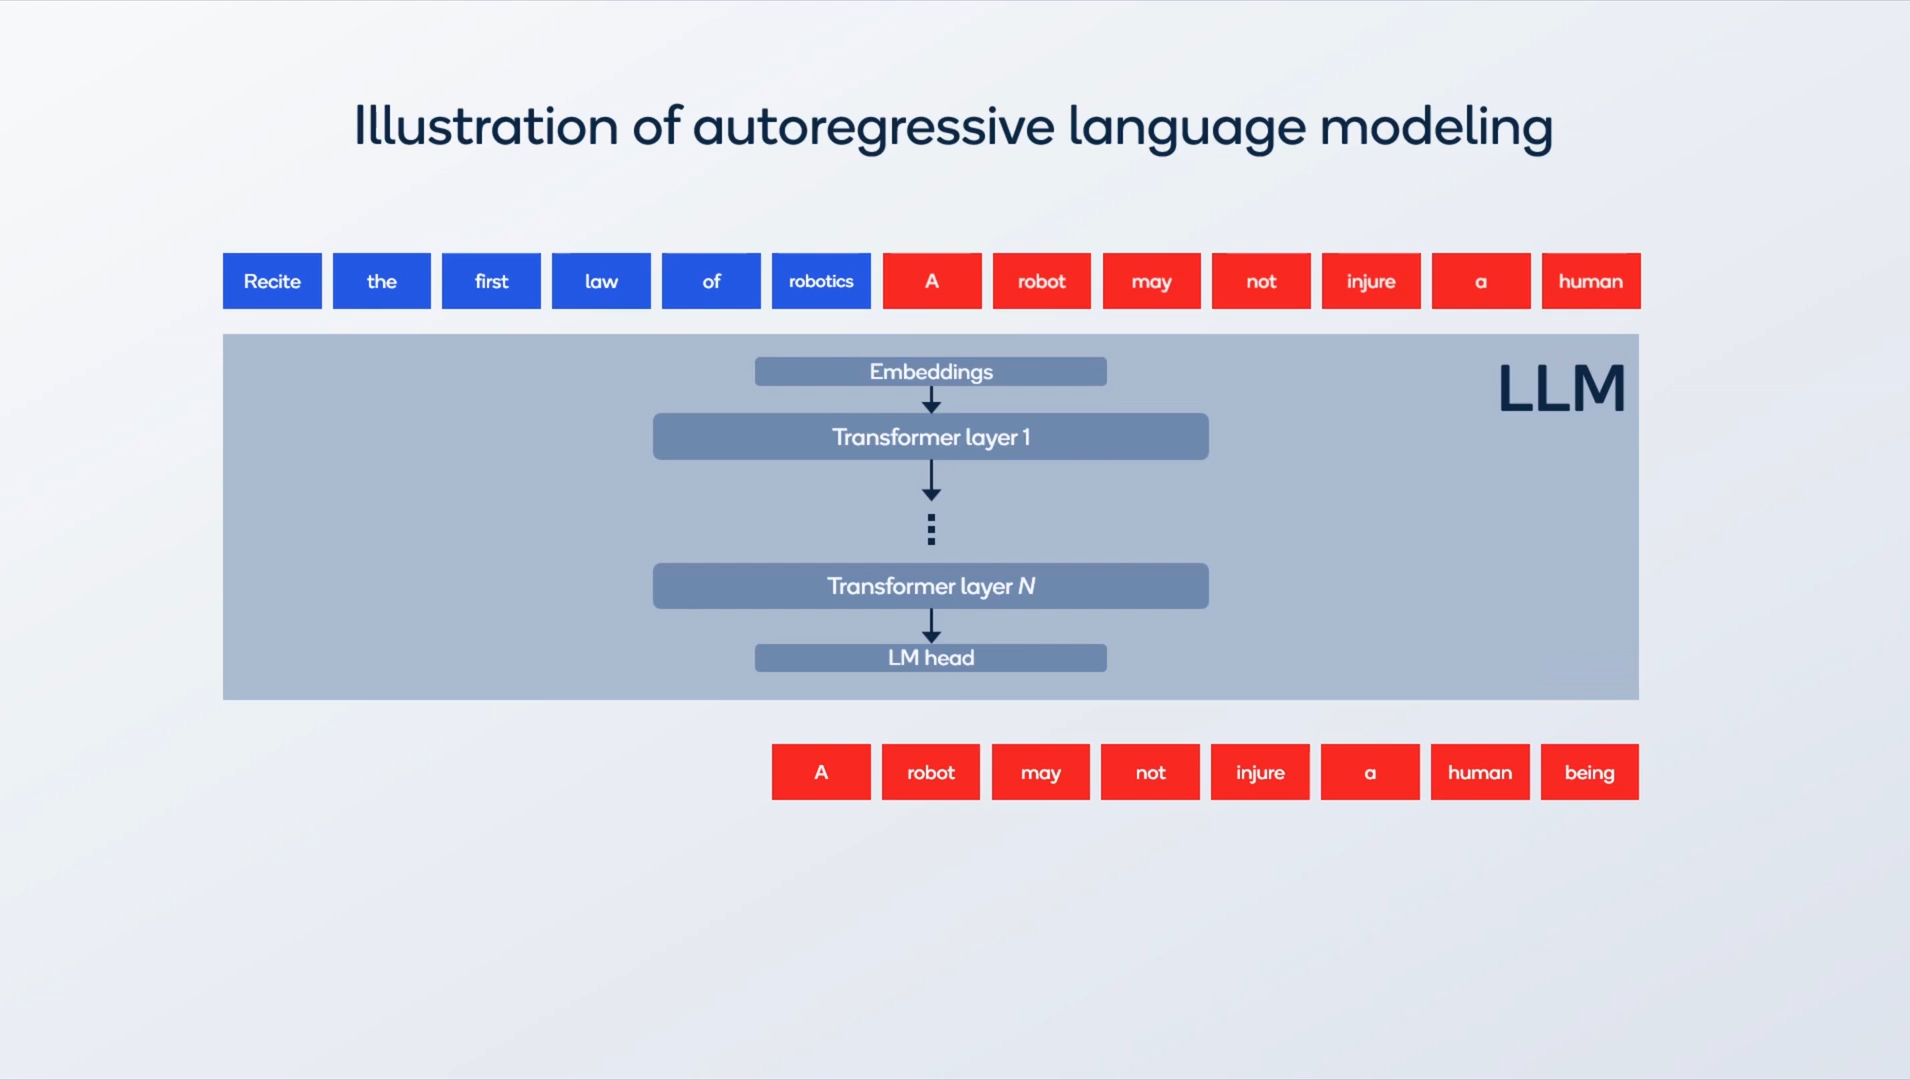 Illustration of autoregressive language modeling
Recite the first law of robotics A robot may not injure a human
LLM
Embeddings
Transformer layer 1
Transformer layer N
LM head
A robot may not injure a human being